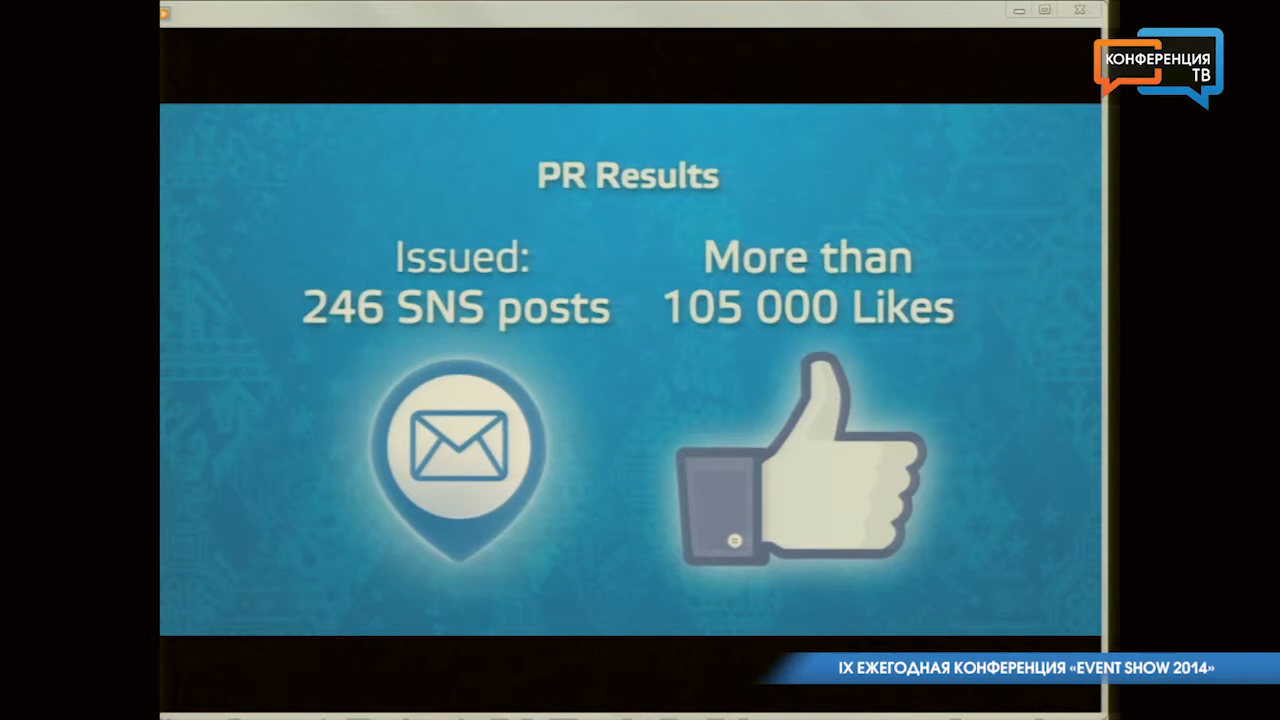 КОНФЕРЕНЦИЯ
ТВ
PR Results
Issued:
246 SNS posts
More than
105 000 Likes
IX ЕЖЕГОДНАЯ КОНФЕРЕНЦИЯ «EVENT SHOW 2014»